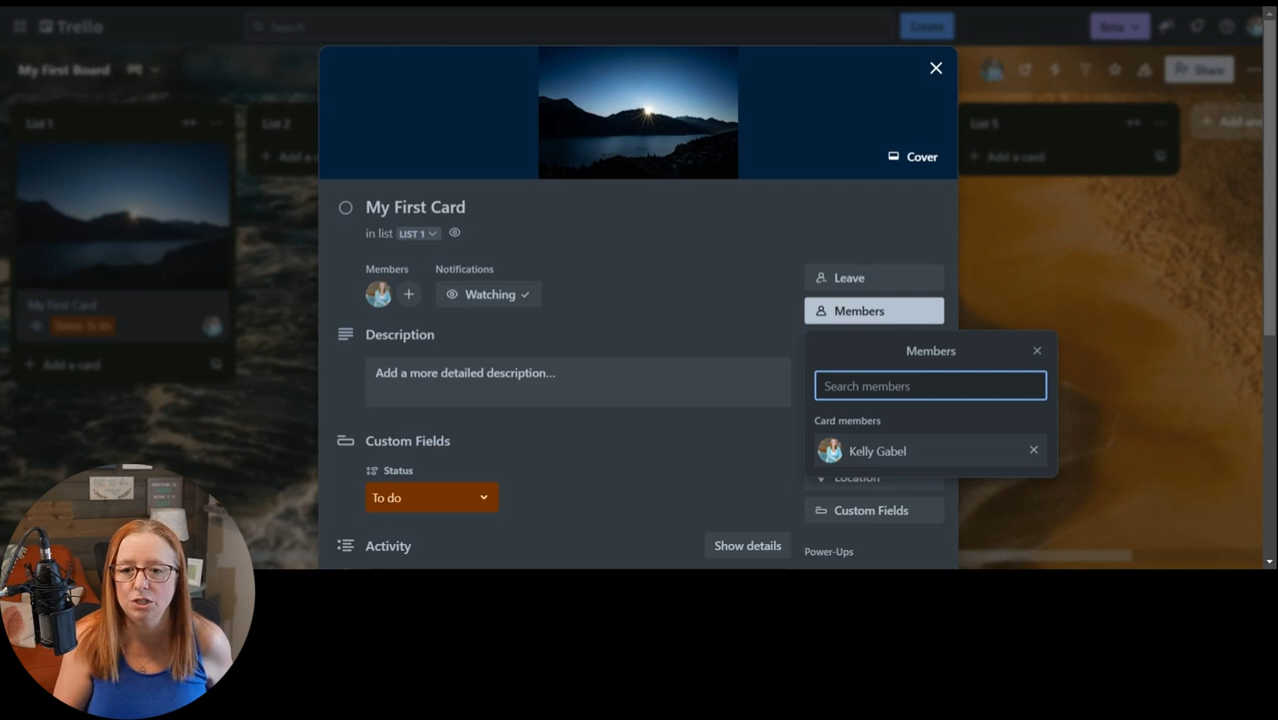 Trello
Search
Create
Beta
My First Board
Share
List 1
List 2
List 5
Add a card
Cover
My First Card
in list LIST 1
Members
Notifications
Watching
Leave
Members
Description
Add a more detailed description...
Members
Search members
Card members
Kelly Gabel
Custom Fields
Status
To do
Location
Custom Fields
Activity
Show details
Power-Ups
My First Card
Status: To do
Add a card